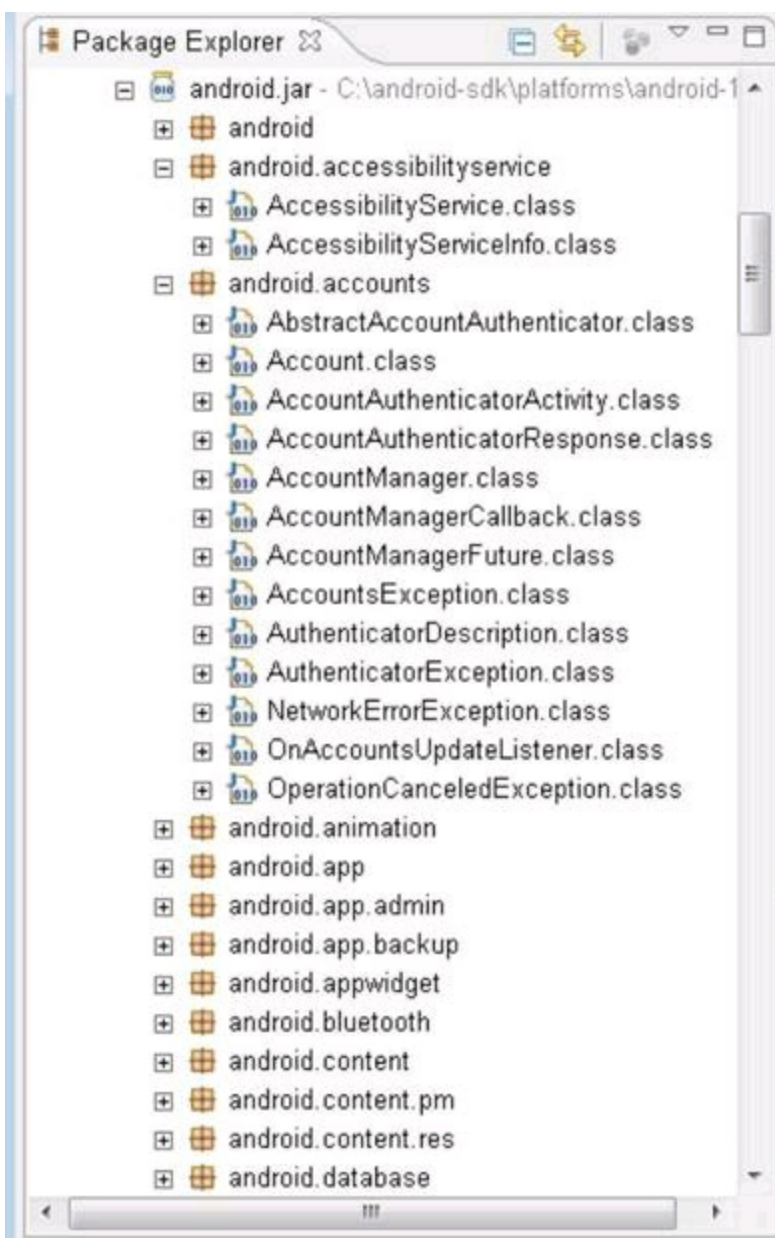 Package Explorer
android.jar - C:\android-sdk\platforms\android-1
android
android.accessibilityservice
AccessibilityService.class
AccessibilityServiceInfo.class
android.accounts
AbstractAccountAuthenticator.class
Account.class
AccountAuthenticatorActivity.class
AccountAuthenticatorResponse.class
AccountManager.class
AccountManagerCallback.class
AccountManagerFuture.class
AccountsException.class
AuthenticatorDescription.class
AuthenticatorException.class
NetworkErrorException.class
OnAccountsUpdateListener.class
OperationCanceledException.class
android.animation
android.app
android.app.admin
android.app.backup
android.appwidget
android.bluetooth
android.content
android.content.pm
android.content.res
android.database